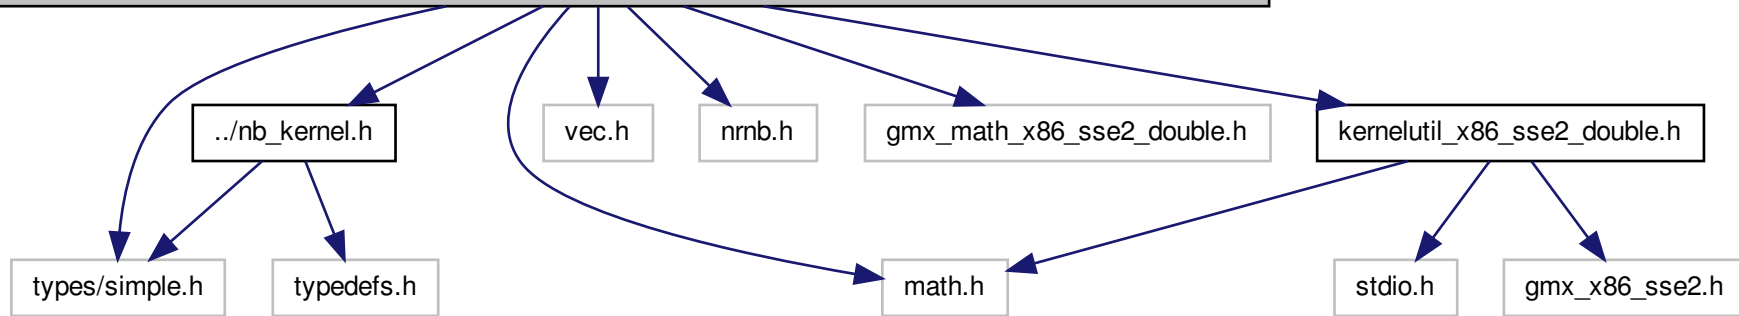 ../nb_kernel.h
vec.h
nrnb.h
gmx_math_x86_sse2_double.h
kernelutil_x86_sse2_double.h
types/simple.h
typedefs.h
math.h
stdio.h
gmx_x86_sse2.h